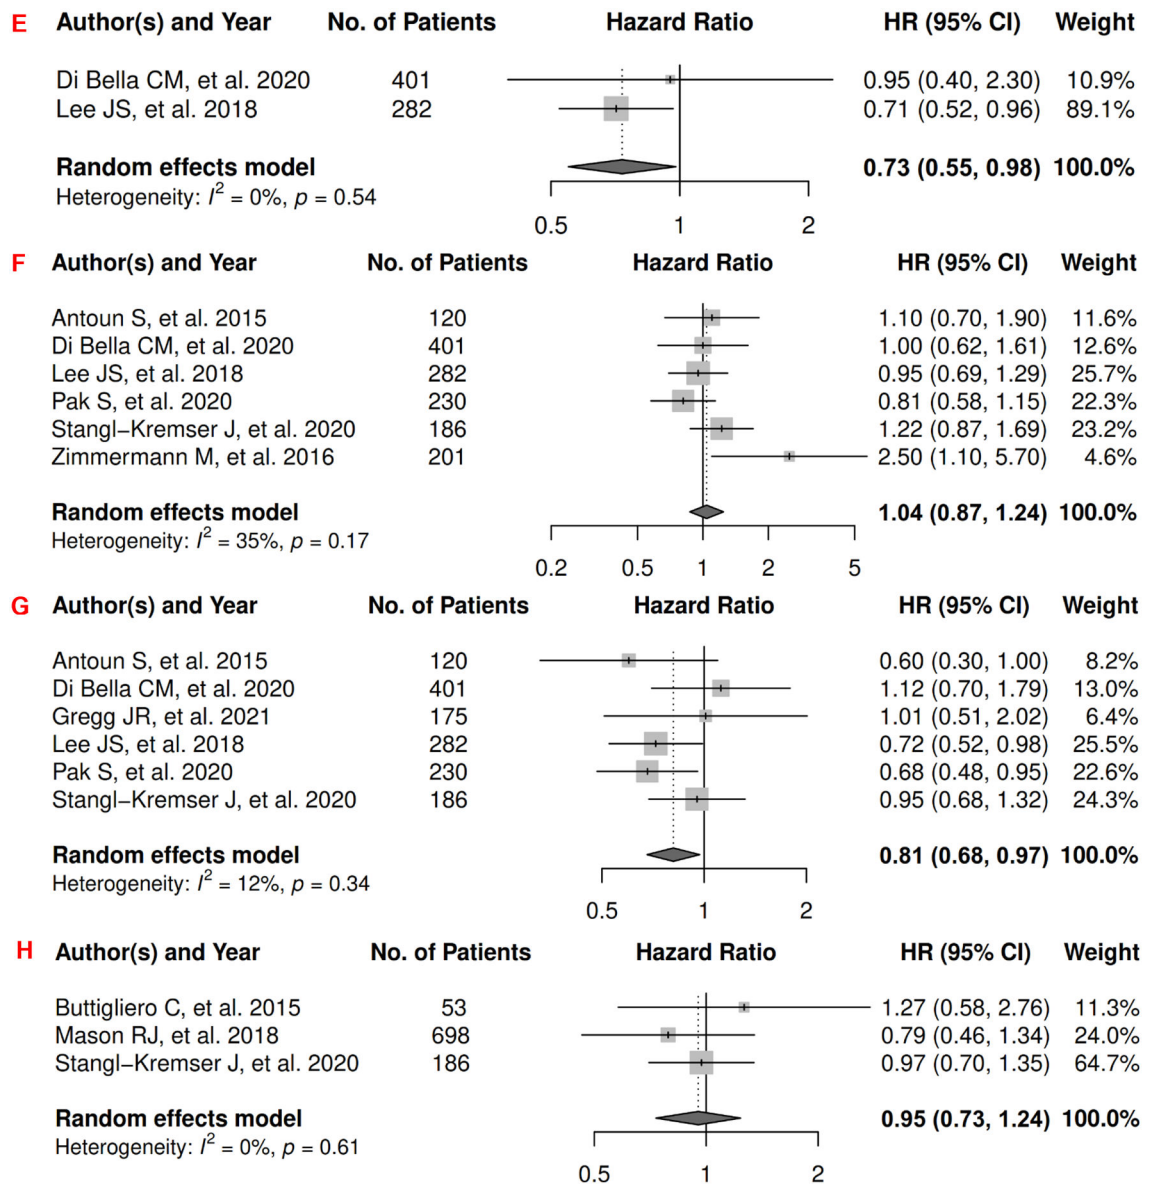 E Author(s) and Year No. of Patients Hazard Ratio HR (95% CI) Weight
Di Bella CM, et al. 2020 401 0.95 (0.40, 2.30) 10.9%
Lee JS, et al. 2018 282 0.71 (0.52, 0.96) 89.1%
Random effects model 0.73 (0.55, 0.98) 100.0%
Heterogeneity: I² = 0%, p = 0.54
0.5 1 2
F Author(s) and Year No. of Patients Hazard Ratio HR (95% CI) Weight
Antoun S, et al. 2015 120 1.10 (0.70, 1.90) 11.6%
Di Bella CM, et al. 2020 401 1.00 (0.62, 1.61) 12.6%
Lee JS, et al. 2018 282 0.95 (0.69, 1.29) 25.7%
Pak S, et al. 2020 230 0.81 (0.58, 1.15) 22.3%
Stangl−Kremser J, et al. 2020 186 1.22 (0.87, 1.69) 23.2%
Zimmermann M, et al. 2016 201 2.50 (1.10, 5.70) 4.6%
Random effects model 1.04 (0.87, 1.24) 100.0%
Heterogeneity: I² = 35%, p = 0.17
0.2 0.5 1 2 5
G Author(s) and Year No. of Patients Hazard Ratio HR (95% CI) Weight
Antoun S, et al. 2015 120 0.60 (0.30, 1.00) 8.2%
Di Bella CM, et al. 2020 401 1.12 (0.70, 1.79) 13.0%
Gregg JR, et al. 2021 175 1.01 (0.51, 2.02) 6.4%
Lee JS, et al. 2018 282 0.72 (0.52, 0.98) 25.5%
Pak S, et al. 2020 230 0.68 (0.48, 0.95) 22.6%
Stangl−Kremser J, et al. 2020 186 0.95 (0.68, 1.32) 24.3%
Random effects model 0.81 (0.68, 0.97) 100.0%
Heterogeneity: I² = 12%, p = 0.34
0.5 1 2
H Author(s) and Year No. of Patients Hazard Ratio HR (95% CI) Weight
Buttigliero C, et al. 2015 53 1.27 (0.58, 2.76) 11.3%
Mason RJ, et al. 2018 698 0.79 (0.46, 1.34) 24.0%
Stangl−Kremser J, et al. 2020 186 0.97 (0.70, 1.35) 64.7%
Random effects model 0.95 (0.73, 1.24) 100.0%
Heterogeneity: I² = 0%, p = 0.61
0.5 1 2